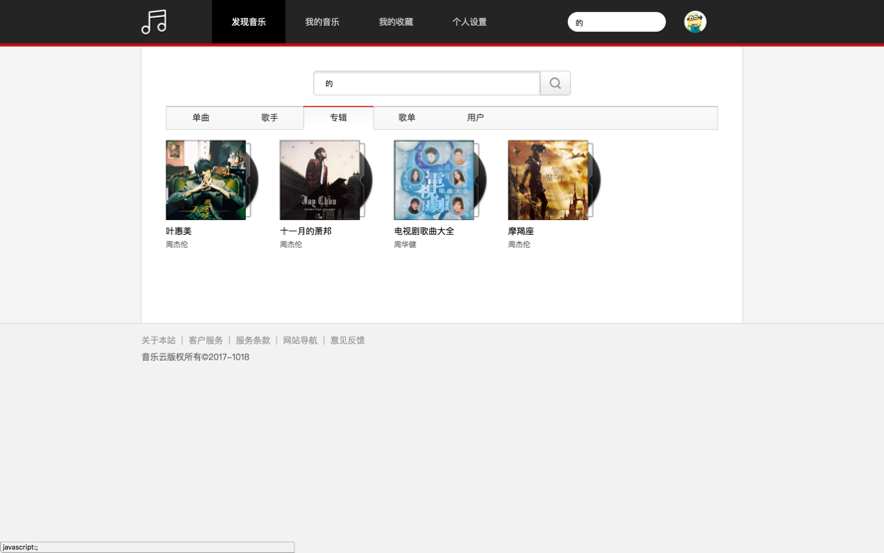 发现音乐 我的音乐 我的收藏 个人设置 的
的
单曲 歌手 专辑 歌单 用户
Jay Chou
叶惠美 十一月的萧邦 电视剧歌曲大全 摩羯座
周杰伦 周杰伦 周华健 周杰伦
关于本站 | 客户服务 | 服务条款 | 网站导航 | 意见反馈
音乐云版权所有©2017-1018
javascript:;